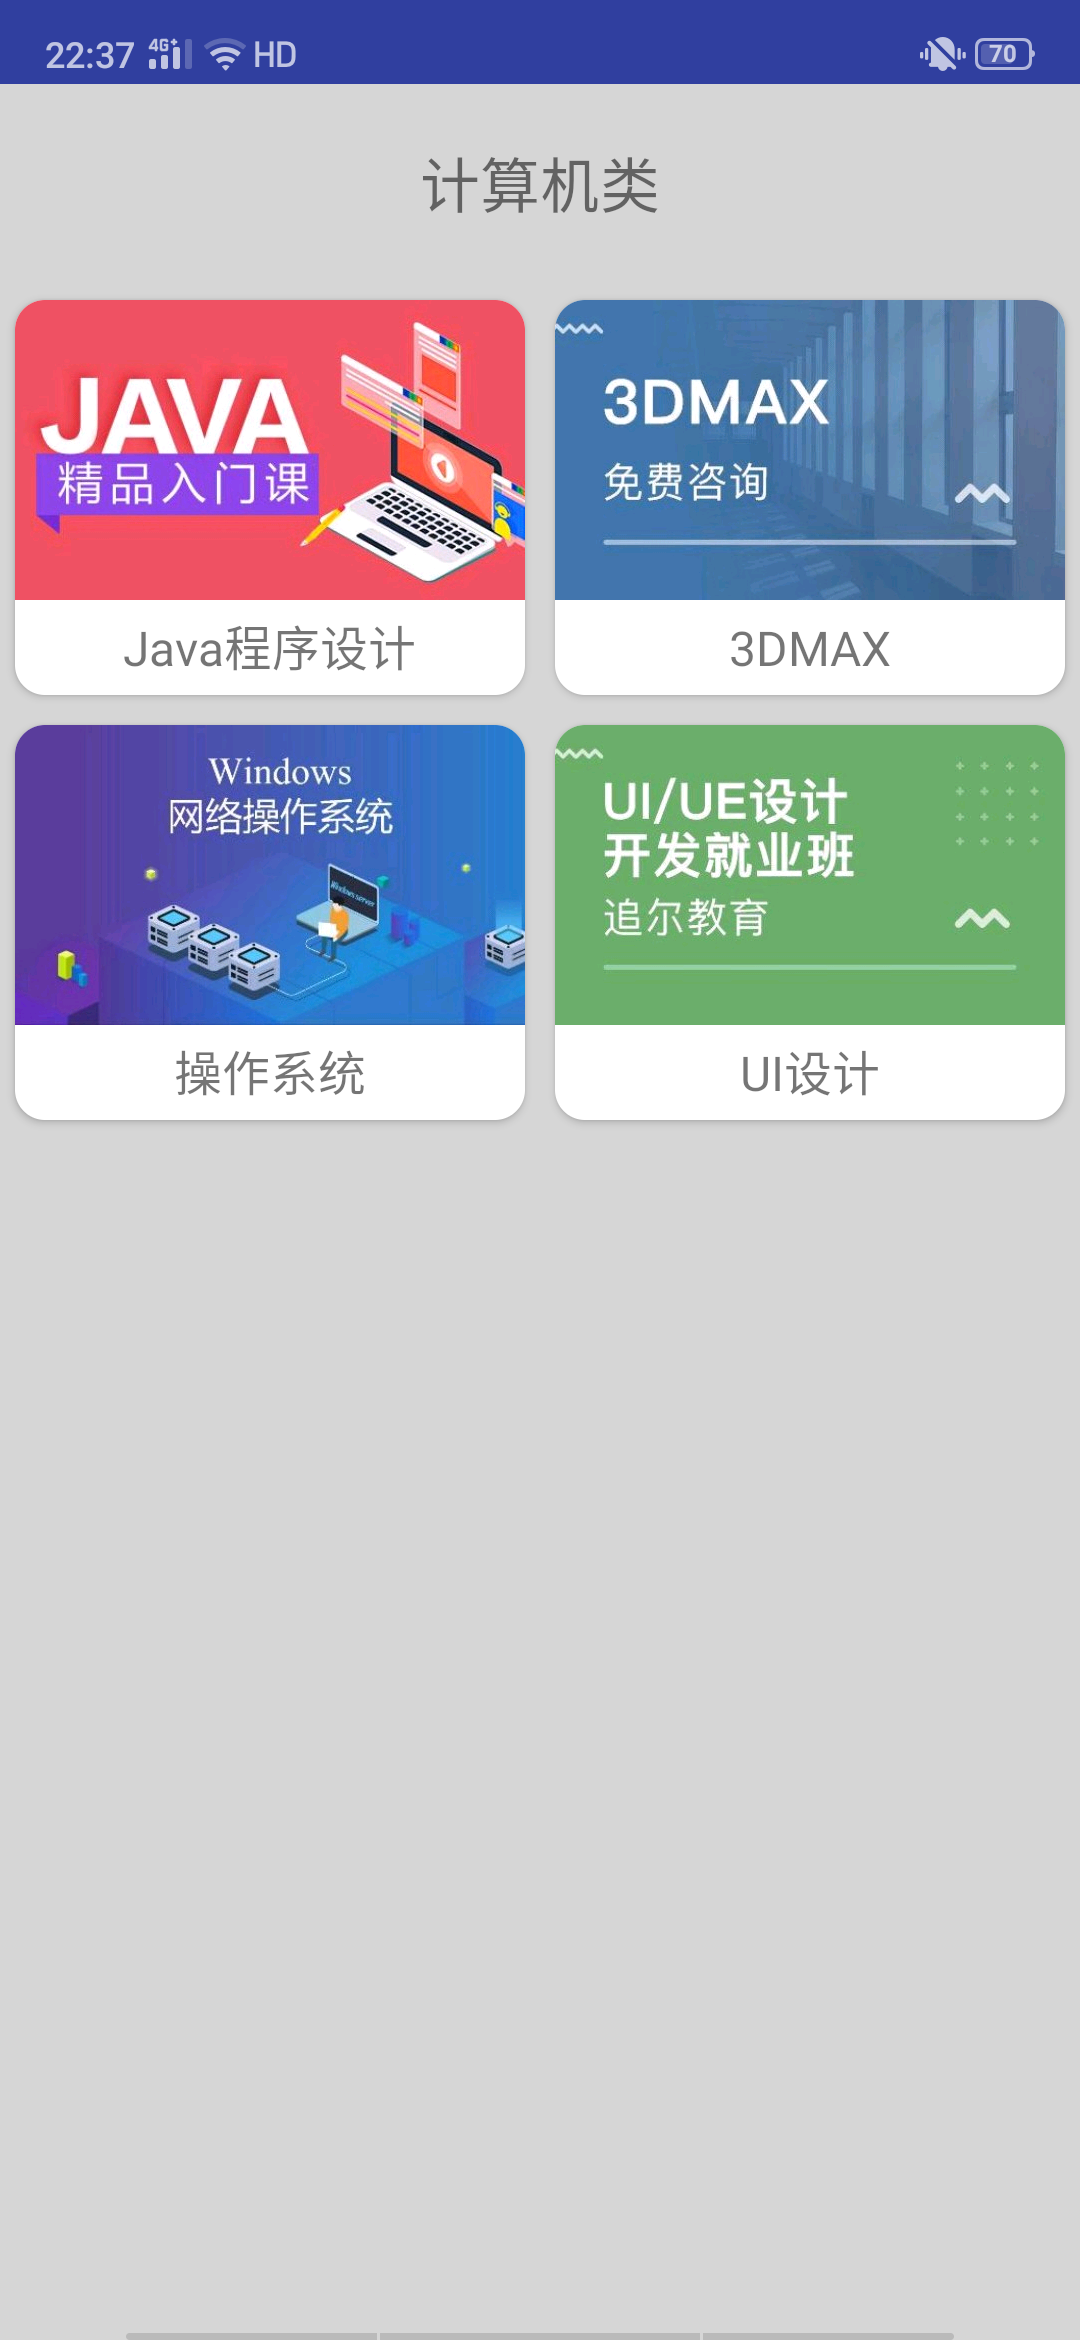 22:37 4G+ HD 70
计算机类
JAVA
精品入门课
Java程序设计
3DMAX
免费咨询
3DMAX
Windows
网络操作系统
Windows server
操作系统
UI/UE设计
开发就业班
追尔教育
UI设计